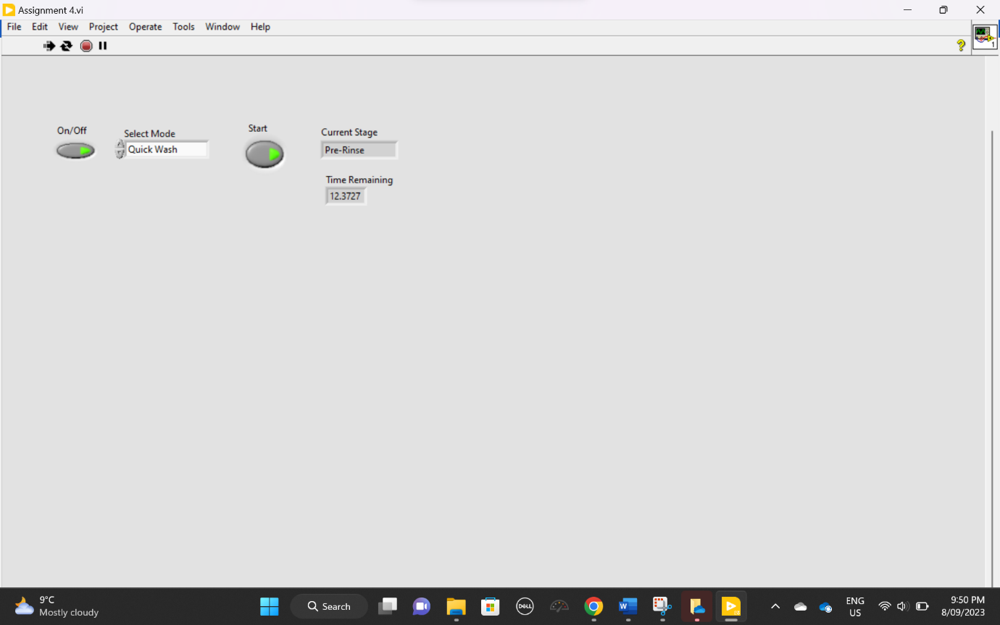 Assignment 4.vi
File Edit View Project Operate Tools Window Help
1
On/Off
Select Mode
Quick Wash
Start
Current Stage
Pre-Rinse
Time Remaining
12.3727
9°C
Mostly cloudy
Search
DELL
W
ENG
US
9:50 PM
8/09/2023